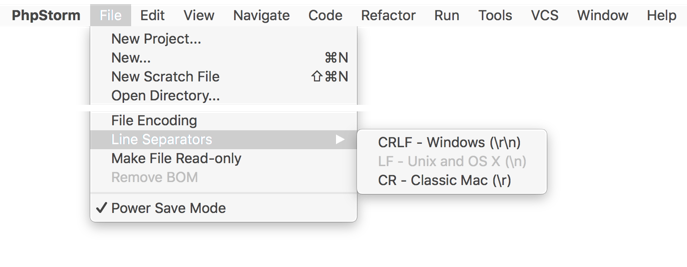 PhpStorm File Edit View Navigate Code Refactor Run Tools VCS Window Help
New Project...
New... ⌘N
New Scratch File ⇧⌘N
Open Directory...
File Encoding
Line Separators ▶
CRLF - Windows (\r\n)
Make File Read-only
LF - Unix and OS X (\n)
Remove BOM
CR - Classic Mac (\r)
✓ Power Save Mode